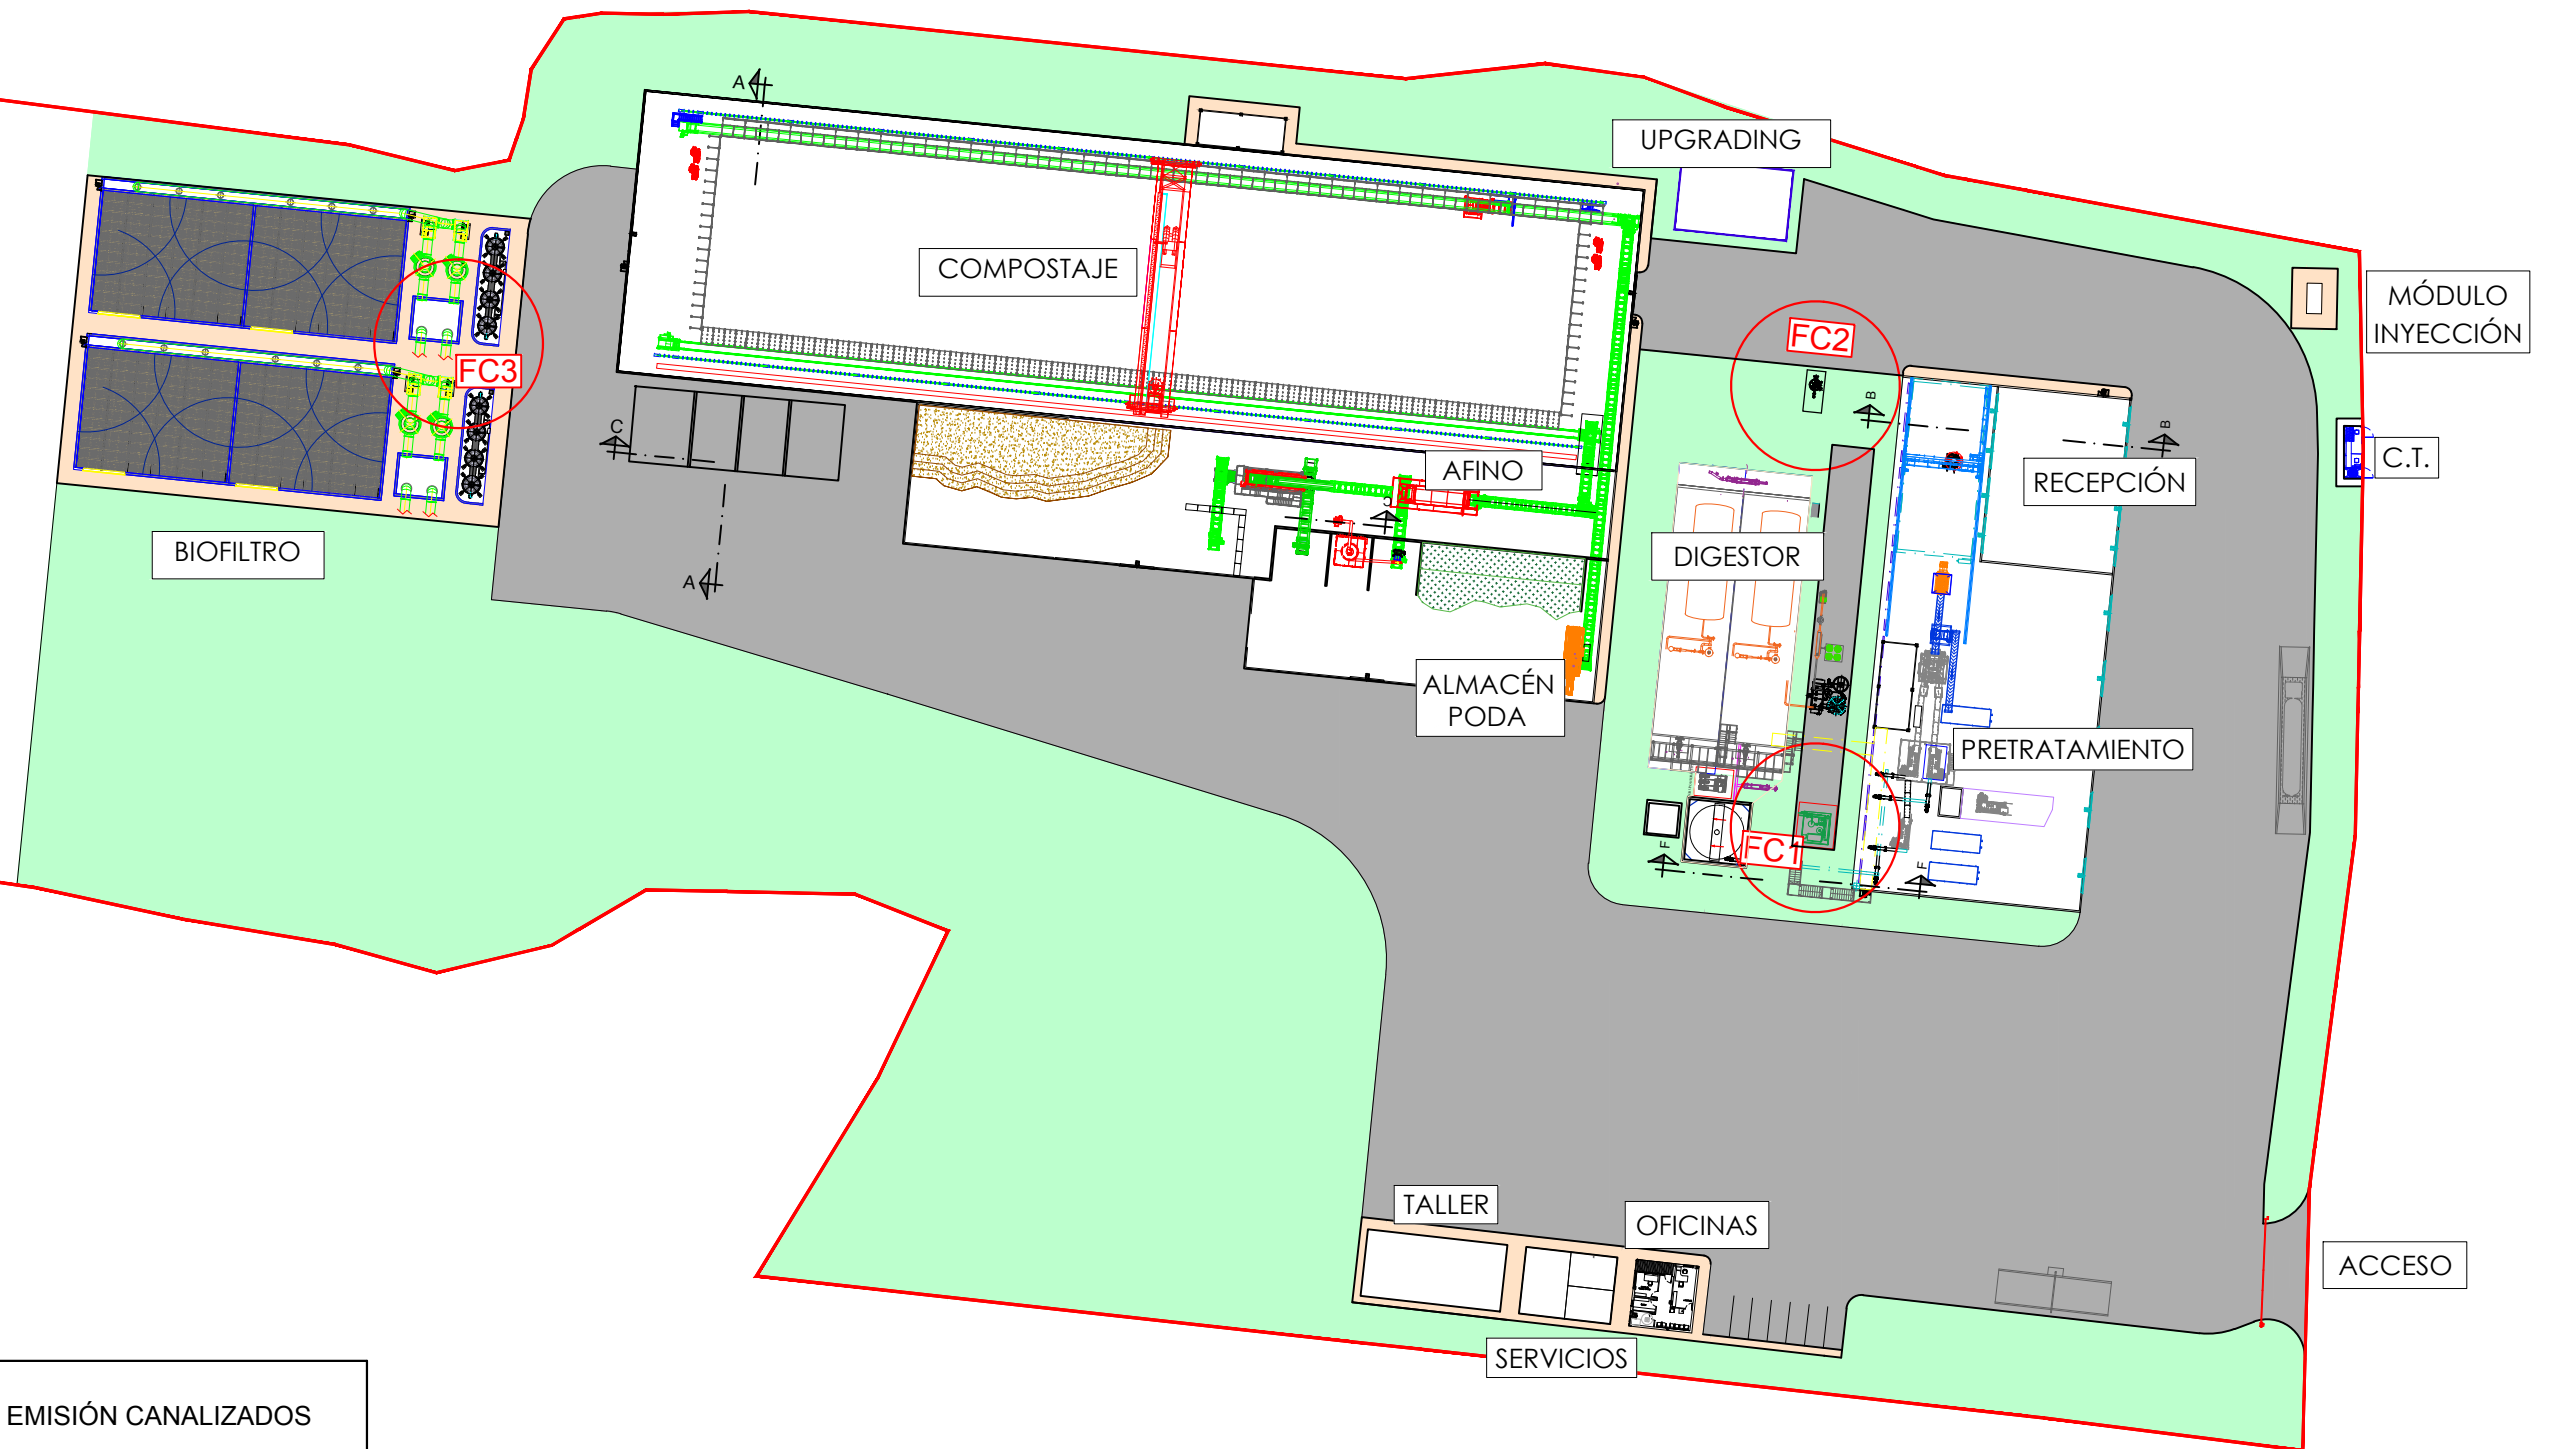 A
UPGRADING
COMPOSTAJE
MÓDULO
INYECCIÓN
FC2
FC3
B
B
C
C.T.
AFINO
RECEPCIÓN
C
BIOFILTRO
DIGESTOR
A
ALMACÉN
PODA
PRETRATAMIENTO
FC1
F
F
TALLER
OFICINAS
ACCESO
SERVICIOS
EMISIÓN CANALIZADOS